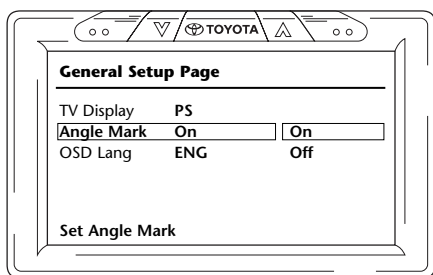 TOYOTA
General Setup Page
TV Display PS
Angle Mark On On
OSD Lang ENG Off
Set Angle Mark